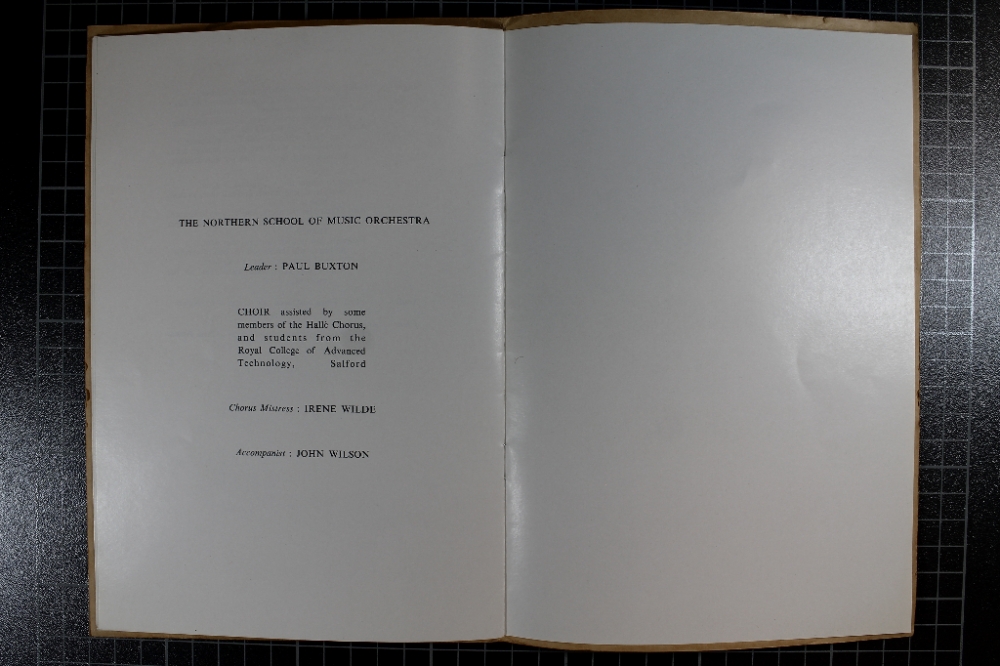 THE NORTHERN SCHOOL OF MUSIC ORCHESTRA
Leader : PAUL BUXTON
CHOIR assisted by some
members of the Hallé Chorus,
and students from the
Royal College of Advanced
Technology, Salford
Chorus Mistress : IRENE WILDE
Accompanist : JOHN WILSON